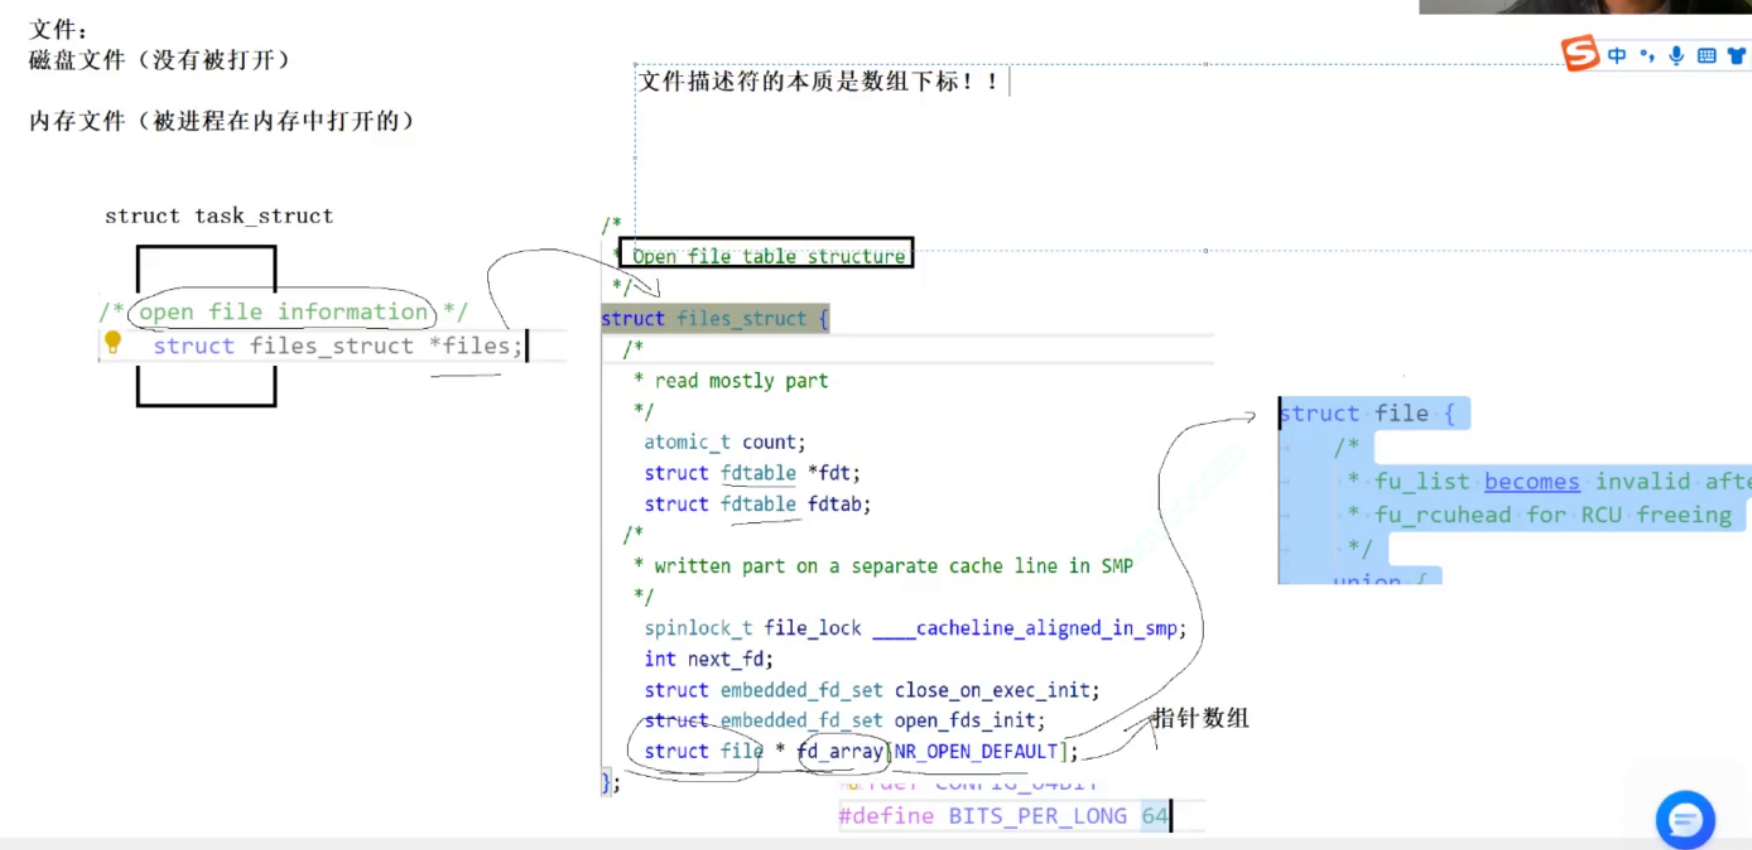 文件：
磁盘文件（没有被打开）
内存文件（被进程在内存中打开的）
文件描述符的本质是数组下标！！
中
struct task_struct
/* open file information */
struct files_struct *files;
/*
* Open file table structure
*/
struct files_struct {
/*
* read mostly part
*/
atomic_t count;
struct fdtable *fdt;
struct fdtable fdtab;
/*
* written part on a separate cache line in SMP
*/
spinlock_t file_lock ____cacheline_aligned_in_smp;
int next_fd;
struct embedded_fd_set close_on_exec_init;
struct embedded_fd_set open_fds_init;
struct file * fd_array[NR_OPEN_DEFAULT];
};
指针数组
#define BITS_PER_LONG 64
struct file {
/*
* fu_list becomes invalid afte
* fu_rcuhead for RCU freeing
*/
union {